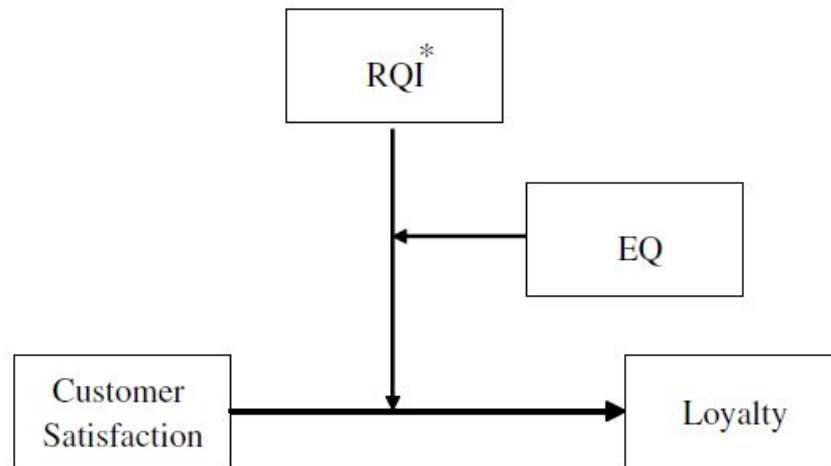 RQI*
EQ
Customer
Satisfaction
Loyalty